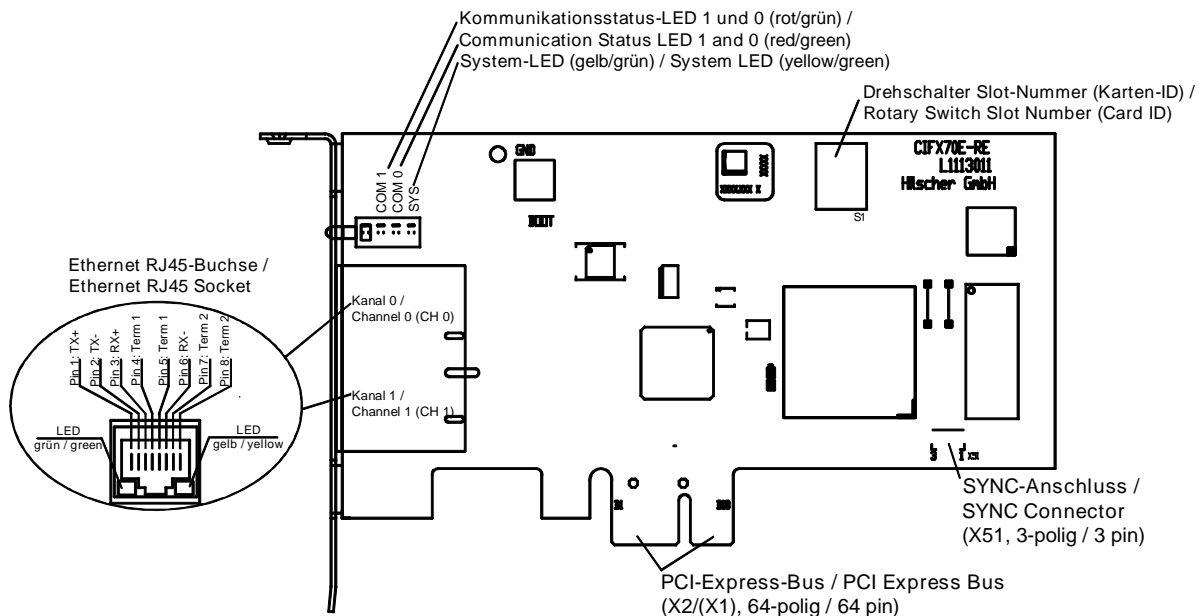 Kommunikationsstatus-LED 1 und 0 (rot/grün) /
Communication Status LED 1 and 0 (red/green)
System-LED (gelb/grün) / System LED (yellow/green)
Drehschalter Slot-Nummer (Karten-ID) /
Rotary Switch Slot Number (Card ID)
COM 1
COM 0
SYS
GND
BOOT
XXXX
XXXXXXX X
S1
CIFX70E-RE
L1113011
Hilscher GmbH
Ethernet RJ45-Buchse /
Ethernet RJ45 Socket
Kanal 0 /
Channel 0 (CH 0)
Kanal 1 /
Channel 1 (CH 1)
Pin 1: TX+
Pin 2: TX-
Pin 3: RX+
Pin 4: Term 1
Pin 5: Term 1
Pin 6: RX-
Pin 7: Term 2
Pin 8: Term 2
LED
grün / green
LED
gelb / yellow
3 1 X51
SYNC-Anschluss /
SYNC Connector
(X51, 3-polig / 3 pin)
PCI-Express-Bus / PCI Express Bus
(X2/(X1), 64-polig / 64 pin)